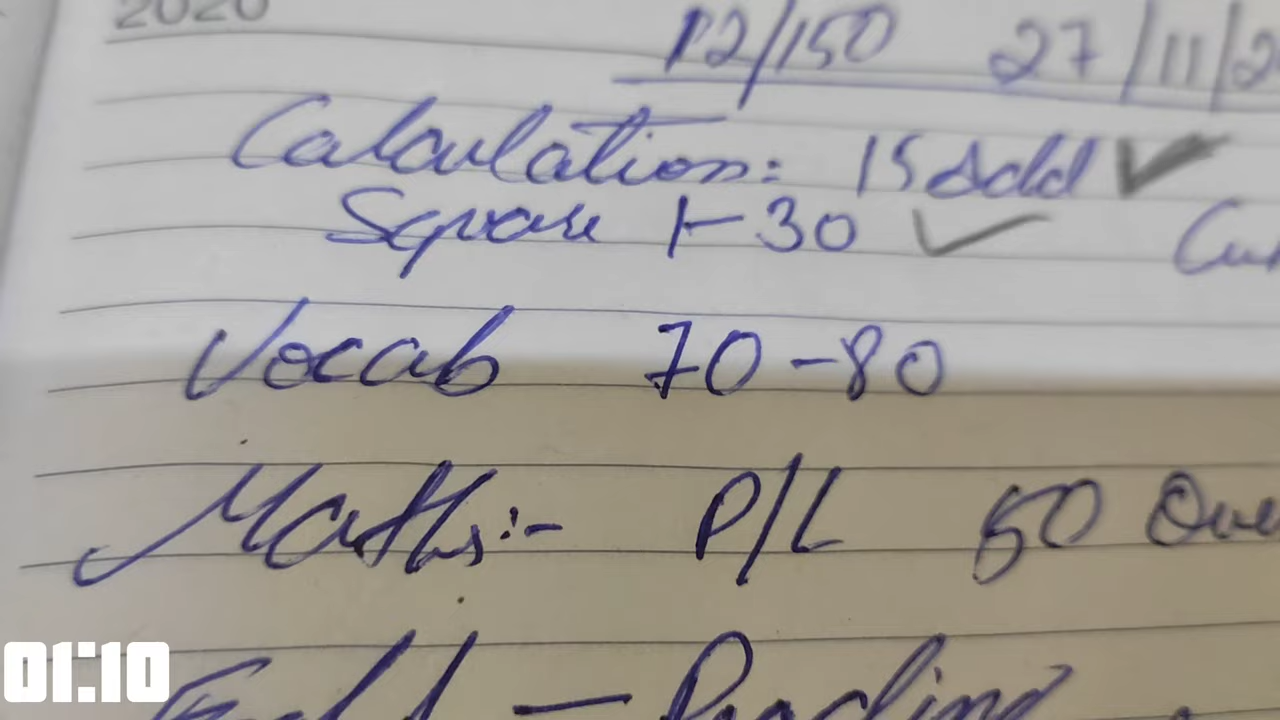 2020
12/150 27/11/2
Calculation: 15 Add ✓
Square 1-30 ✓
Vocab 70-80
Maths:- P/L 50
- Reading
01:10